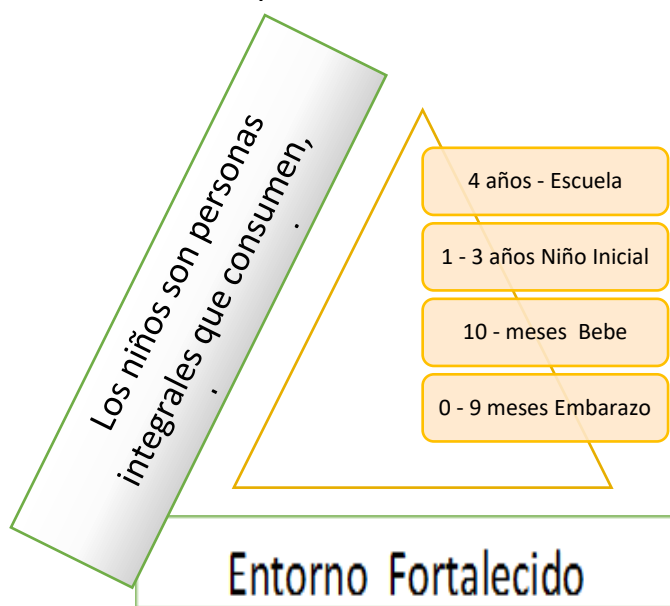 Los niños son personas
integrales que consumen,
.
.
4 años - Escuela
1 - 3 años Niño Inicial
10 - meses  Bebe
0 - 9 meses Embarazo
Entorno Fortalecido